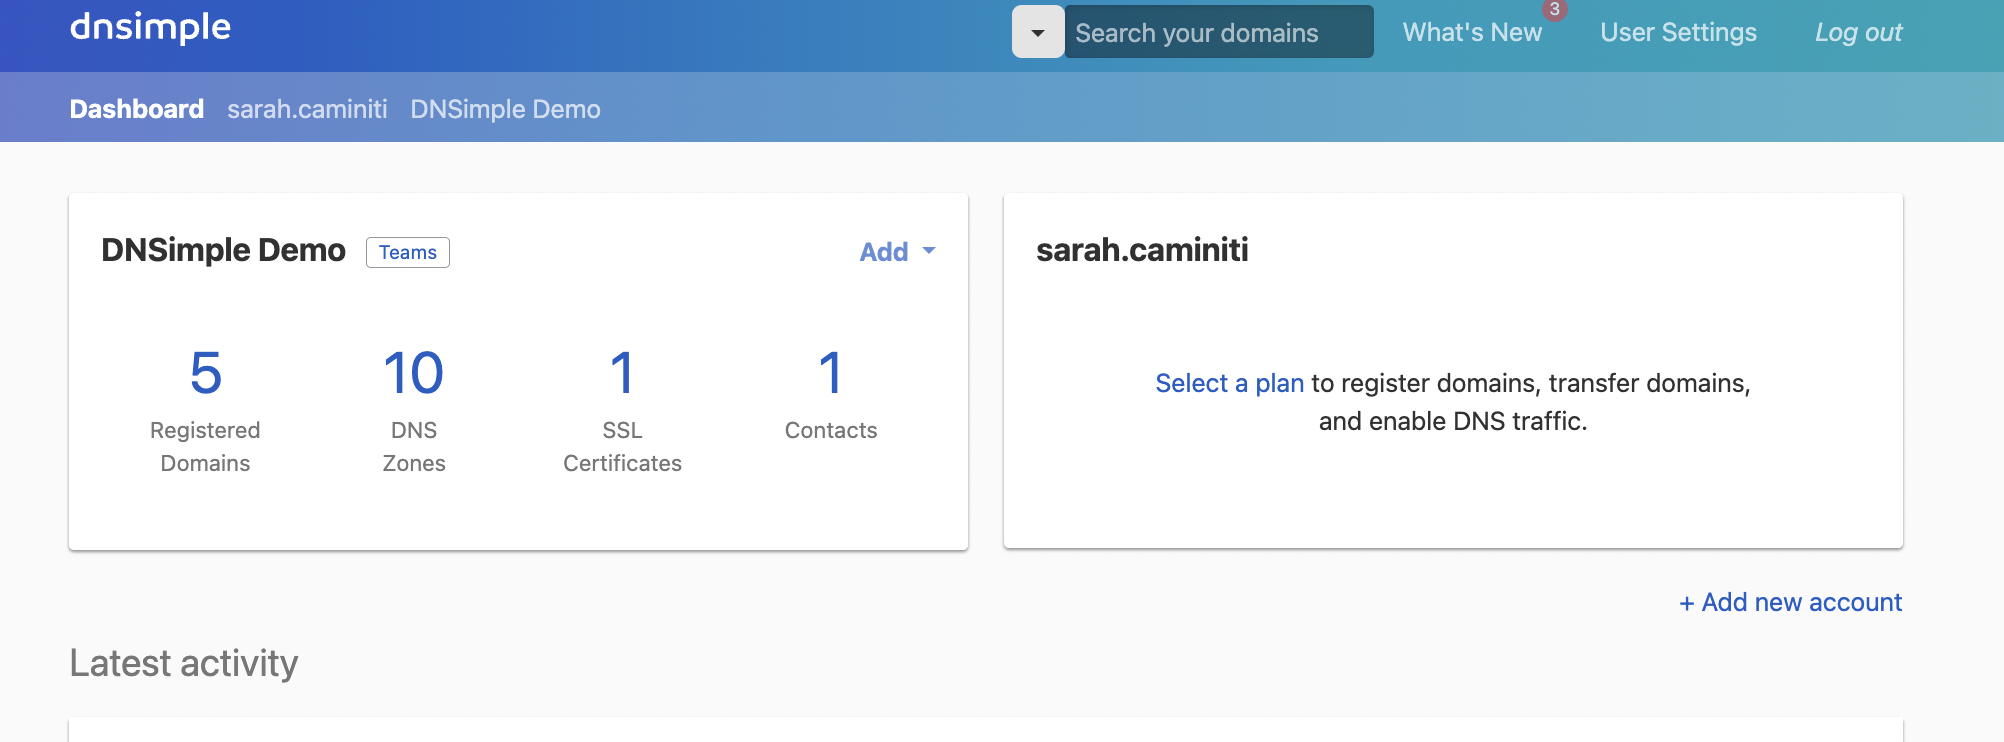 dnsimple
Search your domains
What's New 3
User Settings
Log out
Dashboard sarah.caminiti DNSimple Demo
DNSimple Demo Teams Add
5 10 1 1
Registered Domains
DNS Zones
SSL Certificates
Contacts
sarah.caminiti
Select a plan to register domains, transfer domains,
and enable DNS traffic.
+ Add new account
Latest activity